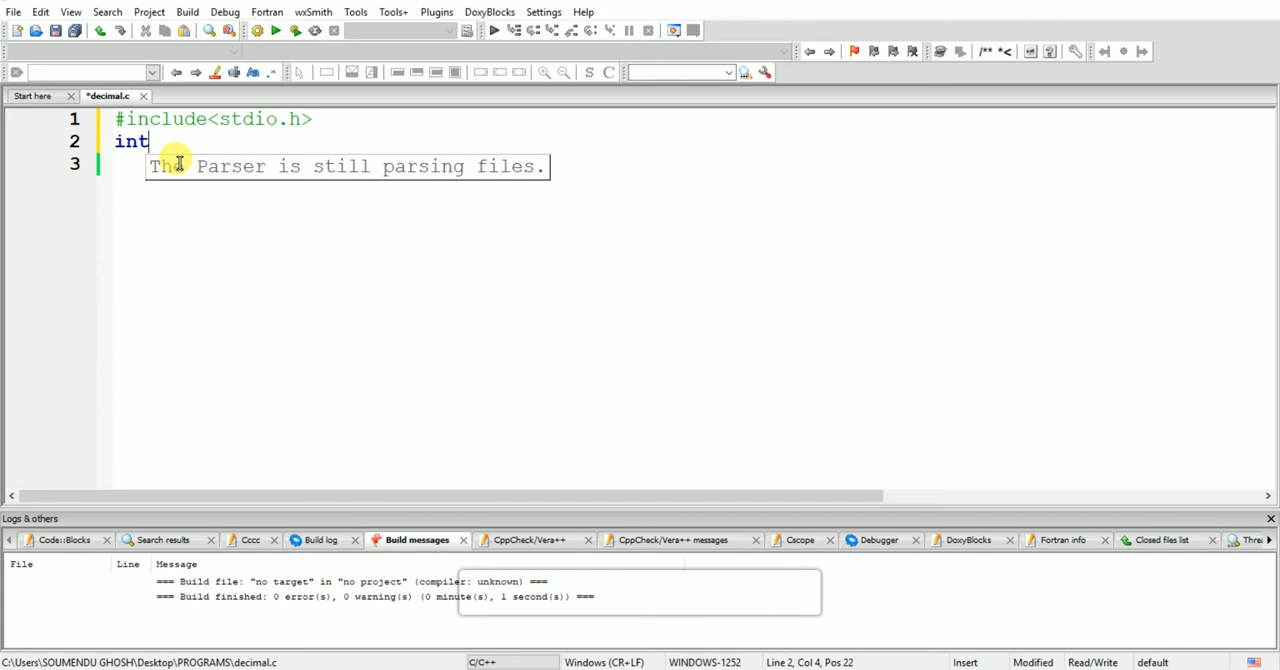 File Edit View Search Project Build Debug Fortran wxSmith Tools Tools+ Plugins DoxyBlocks Settings Help
/** *<
S C
Start here *decimal.c
1 #include<stdio.h>
2 int
The Parser is still parsing files.
3
Logs & others
Code::Blocks Search results Cccc Build log Build messages CppCheck/Vera++ CppCheck/Vera++ messages Cscope Debugger DoxyBlocks Fortran info Closed files list Thre
File Line Message
=== Build file: "no target" in "no project" (compiler: unknown) ===
=== Build finished: 0 error(s), 0 warning(s) (0 minute(s), 1 second(s)) ===
C:\Users\SOUMENDU GHOSH\Desktop\PROGRAMS\decimal.c C/C++ Windows (CR+LF) WINDOWS-1252 Line 2, Col 4, Pos 22 Insert Modified Read/Write default